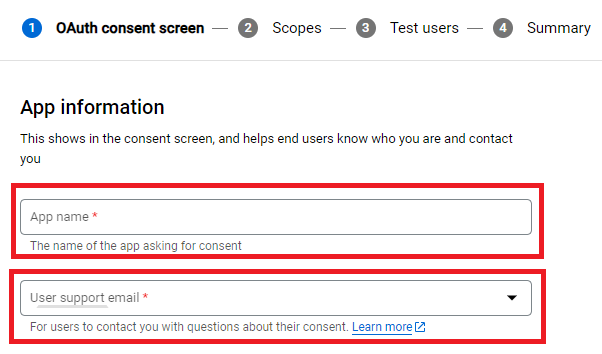 1 OAuth consent screen — 2 Scopes — 3 Test users — 4 Summary
App information
This shows in the consent screen, and helps end users know who you are and contact
you
App name *
The name of the app asking for consent
User support email *
For users to contact you with questions about their consent. Learn more